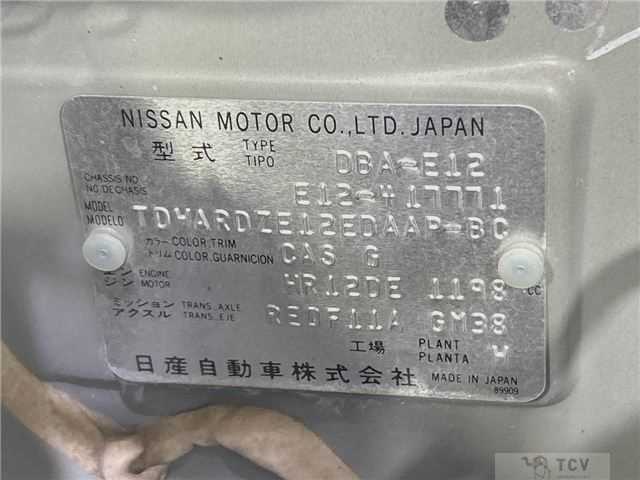 NISSAN MOTOR CO.,LTD. JAPAN
型式 TYPE TIPO DBA-E12
CHASSIS NO NO DE CHASIS E12-417771
MODEL MODELO TDWARDZE12EDAAP-BC
カラー COLOR,TRIM トリム COLOR,GUARNICION CAS G
エンジン ENGINE MOTOR HR12DE 1198 CC
ミッション TRANS.,AXLE アクスル TRANS.,EJE RE0F11A GM38
工場 PLANT PLANTA W
日産自動車株式会社 MADE IN JAPAN
89909
TCV